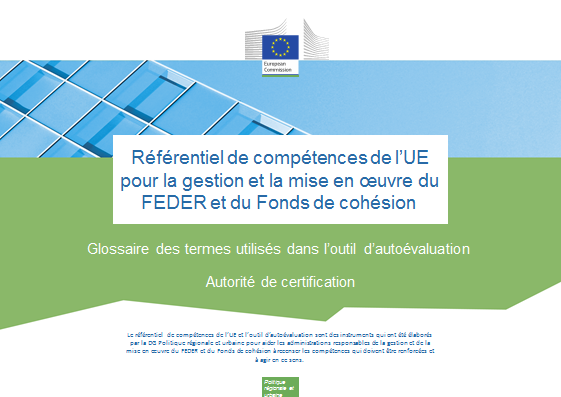 European
Commission
Référentiel de compétences de l’UE
pour la gestion et la mise en œuvre du
FEDER et du Fonds de cohésion
Glossaire des termes utilisés dans l’outil d’autoévaluation
Autorité de certification
Le référentiel de compétences de l’UE et l’outil d’autoévaluation sont des instruments qui ont été élaborés
par la DG Politique régionale et urbaine pour aider les administrations responsables de la gestion et de la
mise en œuvre du FEDER et du Fonds de cohésion à recenser les compétences qui doivent être renforcées et
à agir en ce sens.
Politique
régionale et
urbaine